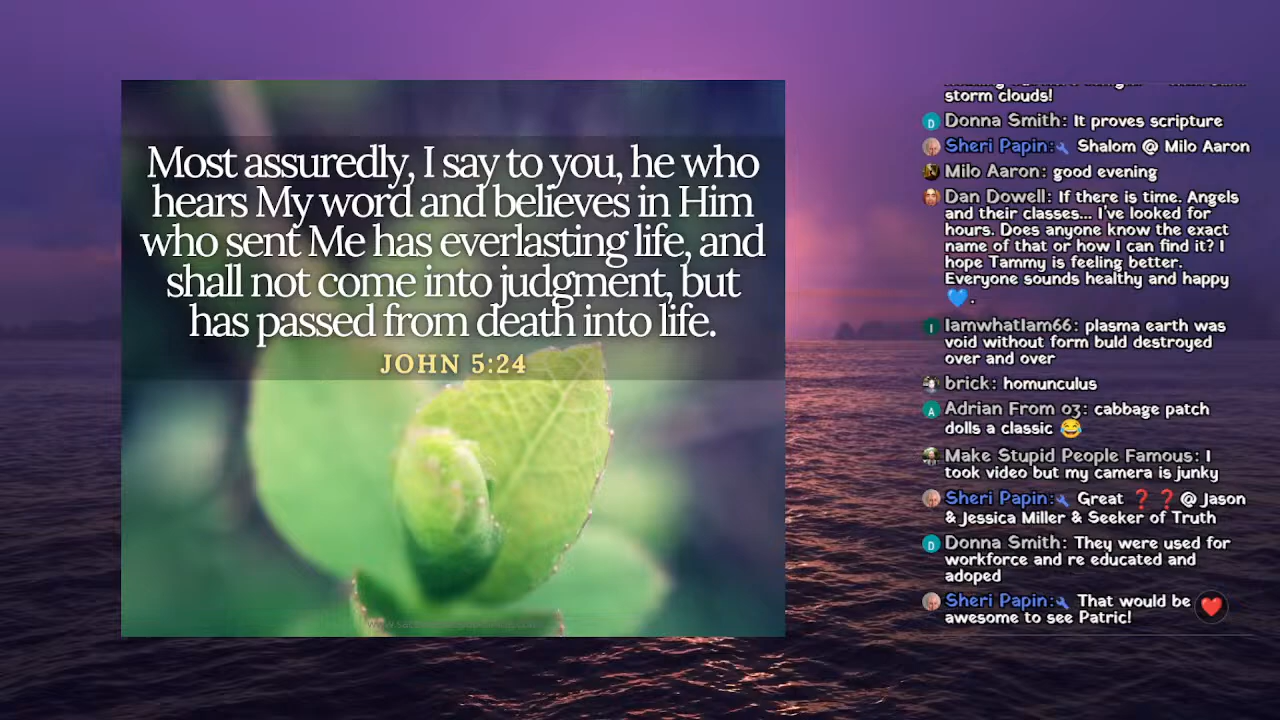 Most assuredly, I say to you, he who
hears My word and believes in Him
who sent Me has everlasting life, and
shall not come into judgment, but
has passed from death into life.
JOHN 5:24
storm clouds!
Donna Smith: It proves scripture
Sheri Papin: Shalom @ Milo Aaron
Milo Aaron: good evening
Dan Dowell: If there is time. Angels
and their classes... I've looked for
hours. Does anyone know the exact
name of that or how I can find it? I
hope Tammy is feeling better.
Everyone sounds healthy and happy
💙.
IamwhatIam66: plasma earth was
void without form buld destroyed
over and over
brick: homunculus
Adrian From 03: cabbage patch
dolls a classic 😂
Make Stupid People Famous: I
took video but my camera is junky
Sheri Papin: Great ❓ ❓ @ Jason
& Jessica Miller & Seeker of Truth
Donna Smith: They were used for
workforce and re educated and
adoped
Sheri Papin: That would be
awesome to see Patric!